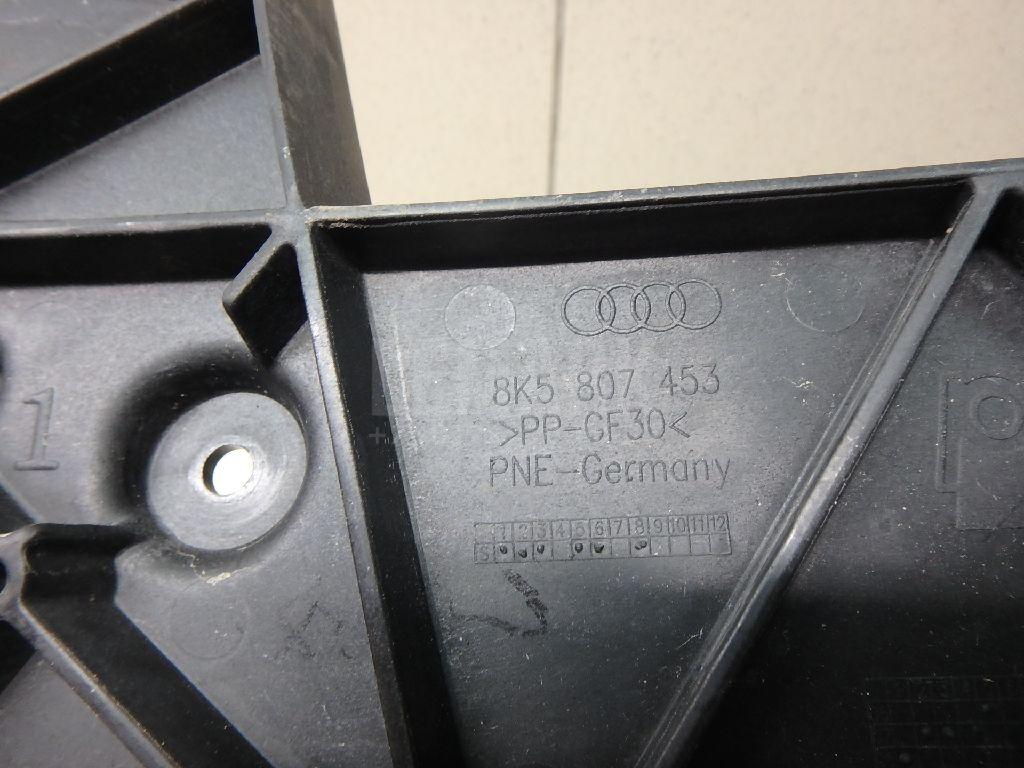 1
8K5 807 453
>PP-GF30<
PNE-Germany
1 2 3 4 5 6 7 8 9 10 11 12
S